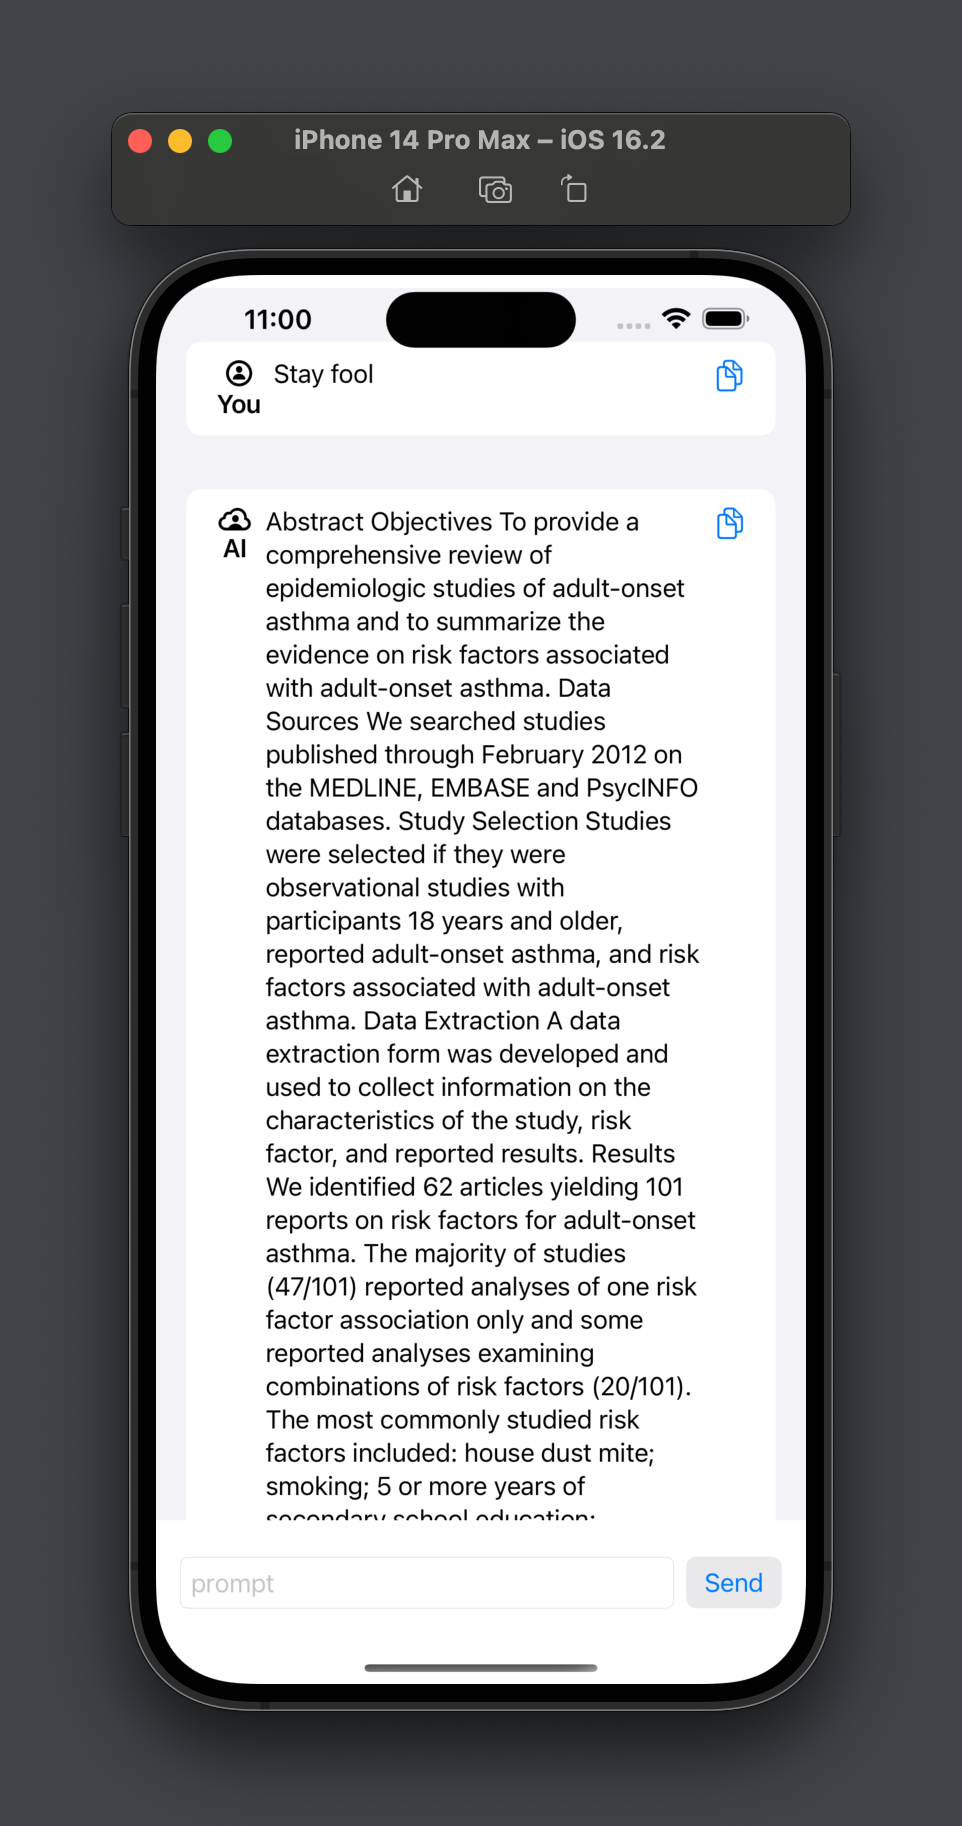 iPhone 14 Pro Max – iOS 16.2
11:00
Stay fool
You
AI
Abstract Objectives To provide a
comprehensive review of
epidemiologic studies of adult-onset
asthma and to summarize the
evidence on risk factors associated
with adult-onset asthma. Data
Sources We searched studies
published through February 2012 on
the MEDLINE, EMBASE and PsycINFO
databases. Study Selection Studies
were selected if they were
observational studies with
participants 18 years and older,
reported adult-onset asthma, and risk
factors associated with adult-onset
asthma. Data Extraction A data
extraction form was developed and
used to collect information on the
characteristics of the study, risk
factor, and reported results. Results
We identified 62 articles yielding 101
reports on risk factors for adult-onset
asthma. The majority of studies
(47/101) reported analyses of one risk
factor association only and some
reported analyses examining
combinations of risk factors (20/101).
The most commonly studied risk
factors included: house dust mite;
smoking; 5 or more years of
secondary school education;
prompt
Send